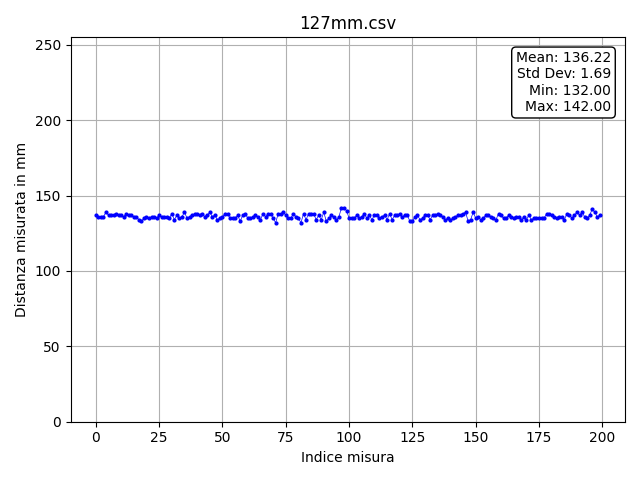 127mm.csv
Mean: 136.22
Std Dev: 1.69
Min: 132.00
Max: 142.00
Distanza misurata in mm
250
200
150
100
50
0
0 25 50 75 100 125 150 175 200
Indice misura